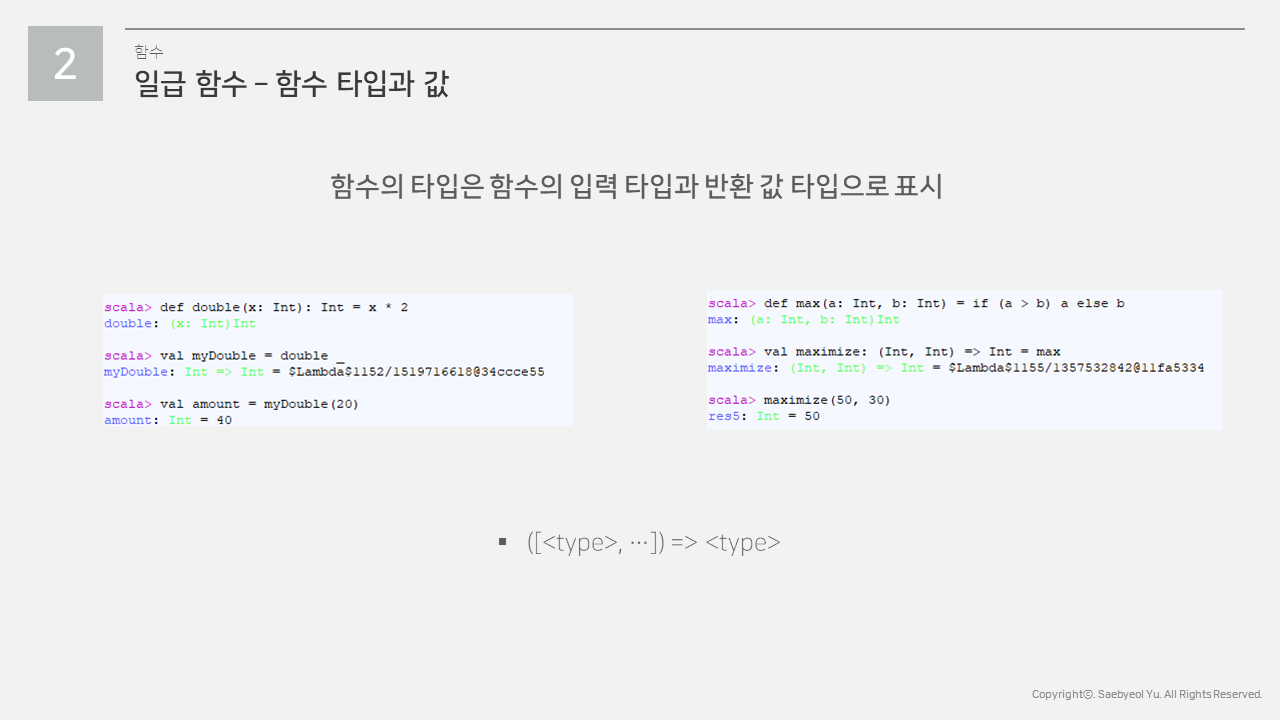 2
함수
일급 함수 – 함수 타입과 값
함수의 타입은 함수의 입력 타입과 반환 값 타입으로 표시
scala> def double(x: Int): Int = x * 2
double: (x: Int)Int
scala> val myDouble = double _
myDouble: Int => Int = $Lambda$1152/1519716618@34ccce55
scala> val amount = myDouble(20)
amount: Int = 40
scala> def max(a: Int, b: Int) = if (a > b) a else b
max: (a: Int, b: Int)Int
scala> val maximize: (Int, Int) => Int = max
maximize: (Int, Int) => Int = $Lambda$1155/1357532842@11fa5334
scala> maximize(50, 30)
res5: Int = 50
▪ ([<type>, …]) => <type>
Copyrightⓒ. Saebyeol Yu. All Rights Reserved.